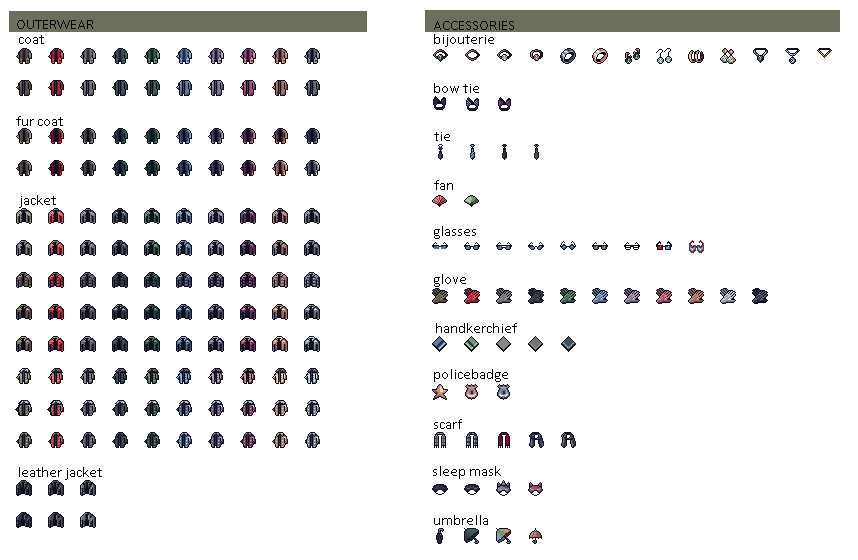 OUTERWEAR
coat
fur coat
jacket
leather jacket
ACCESSORIES
bijouterie
bow tie
tie
fan
glasses
glove
handkerchief
policebadge
scarf
sleep mask
umbrella